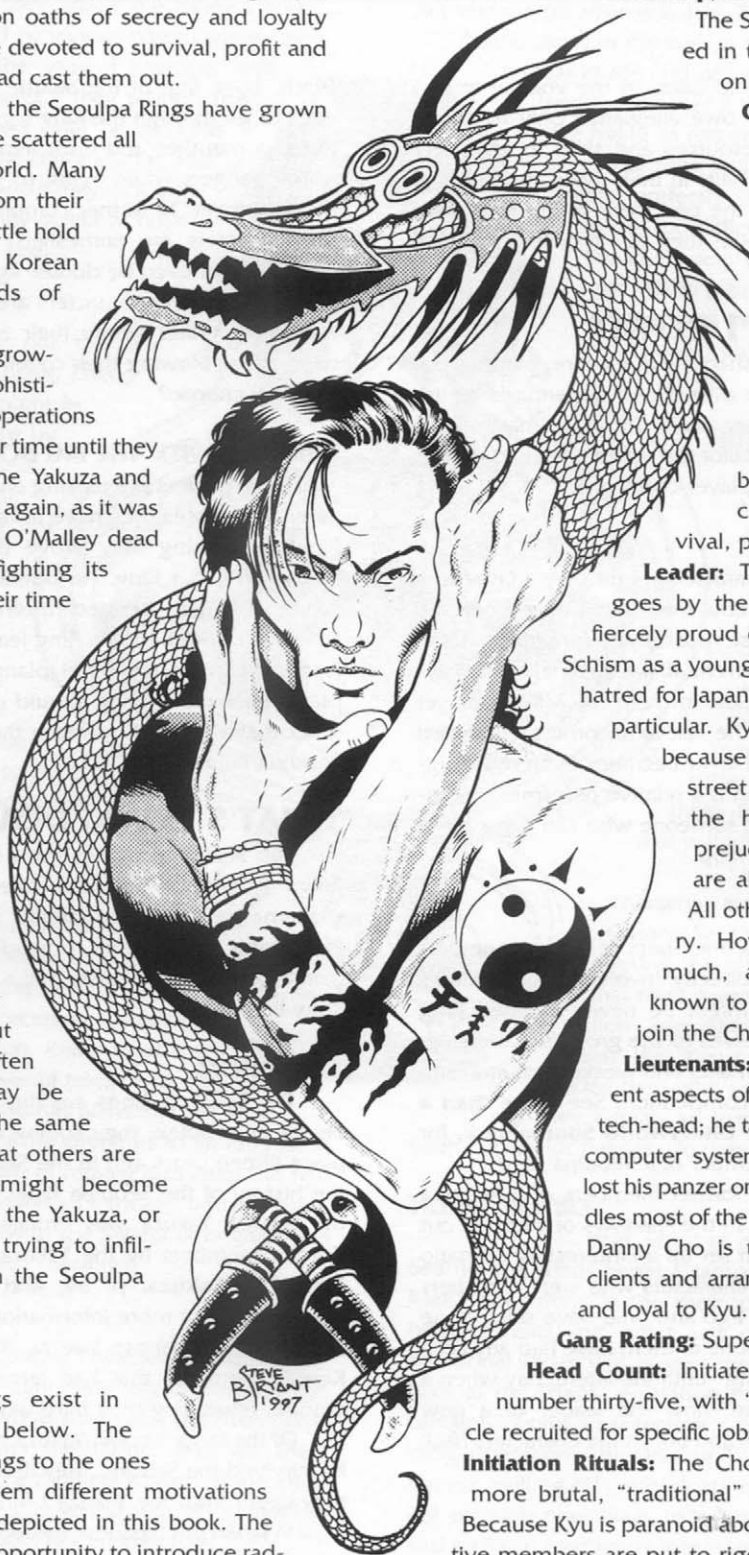 on oaths of secrecy and loyalty
e devoted to survival, profit and
ad cast them out.
the Seoulpa Rings have grown
e scattered all
orld. Many
om their
ttle hold
Korean
ds of
grow-
phisti-
operations
r time until they
he Yakuza and
again, as it was
O'Malley dead
fighting its
eir time
ut
ften
ay be
he same
at others are
might become
the Yakuza, or
trying to infil-
the Seoulpa
gs exist in
below. The
ngs to the ones
em different motivations
depicted in this book. The
pportunity to introduce rad-
The S
ed in t
on
b
c
vival, p
Leader: T
goes by the
fiercely proud
Schism as a young
hatred for Japan
particular. Ky
because
street
the h
preju
are a
All oth
ry. Ho
much, a
known to
join the Ch
Lieutenants:
ent aspects of
tech-head; he t
computer system
lost his panzer or
dles most of the
Danny Cho is r
clients and arrar
and loyal to Kyu.
Gang Rating: Supe
Head Count: Initiat
number thirty-five, with
cle recruited for specific jobs
Initiation Rituals: The Cho
more brutal, "traditional"
Because Kyu is paranoid abo
tive members are put to rig
STEVE
BRYANT
1997